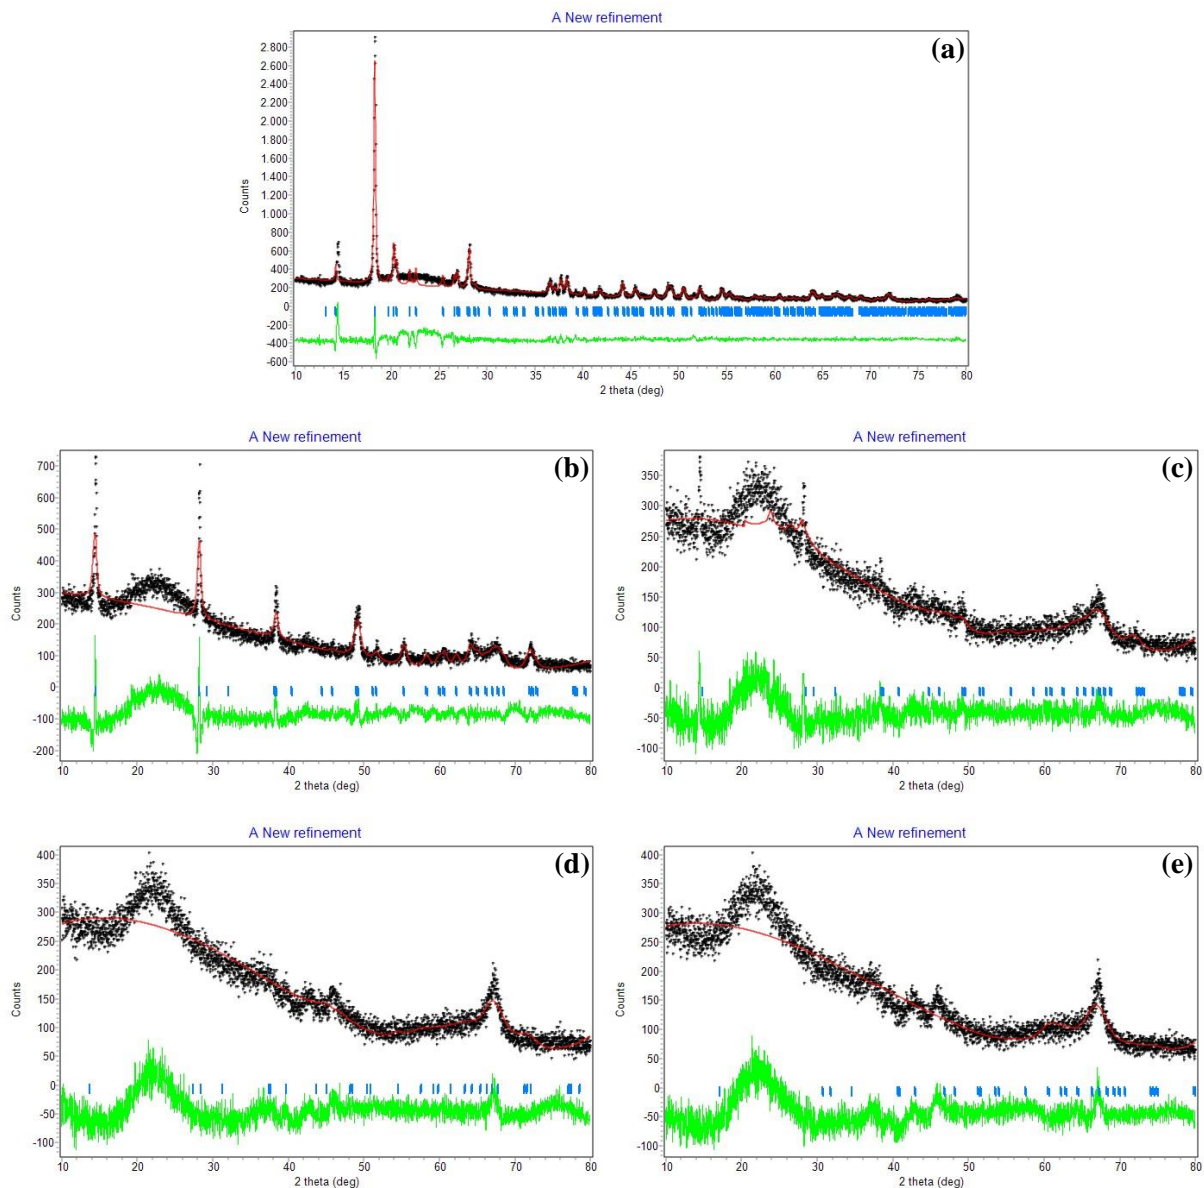 A New refinement
(a)
2.800
2.600
2.400
2.200
2.000
1.800
1.600
1.400
1.200
1.000
800
600
400
200
0
-200
-400
-600
Counts
10 15 20 25 30 35 40 45 50 55 60 65 70 75 80
2 theta (deg)
A New refinement
(b)
700
600
500
400
300
200
100
0
-100
-200
Counts
10 20 30 40 50 60 70 80
2 theta (deg)
A New refinement
(c)
350
300
250
200
150
100
50
0
-50
-100
Counts
10 20 30 40 50 60 70 80
2 theta (deg)
A New refinement
(d)
400
350
300
250
200
150
100
50
0
-50
-100
Counts
10 20 30 40 50 60 70 80
2 theta (deg)
A New refinement
(e)
400
350
300
250
200
150
100
50
0
-50
-100
Counts
10 20 30 40 50 60 70 80
2 theta (deg)